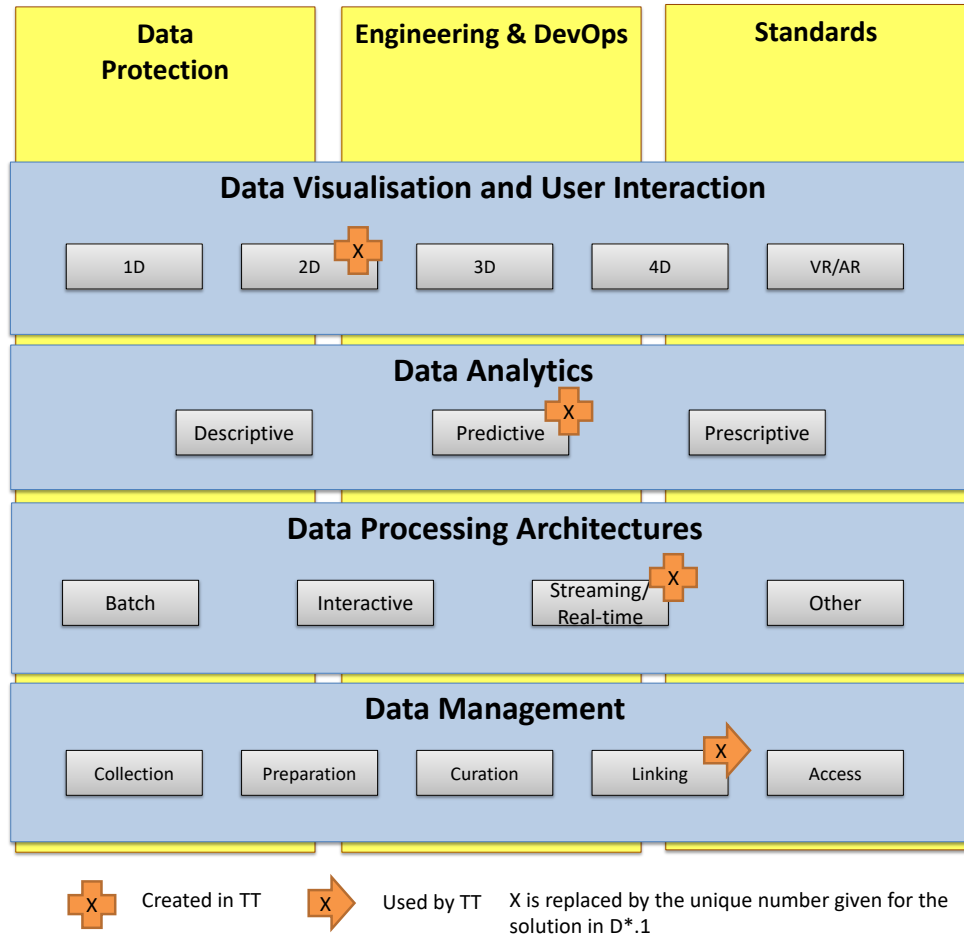 Data
Protection
Engineering & DevOps
Standards
Data Visualisation and User Interaction
1D
2D
X
3D
4D
VR/AR
Data Analytics
Descriptive
Predictive
X
Prescriptive
Data Processing Architectures
Batch
Interactive
Streaming/
Real-time
X
Other
Data Management
Collection
Preparation
Curation
Linking
X
Access
X
Created in TT
X
Used by TT
X is replaced by the unique number given for the
solution in D*.1